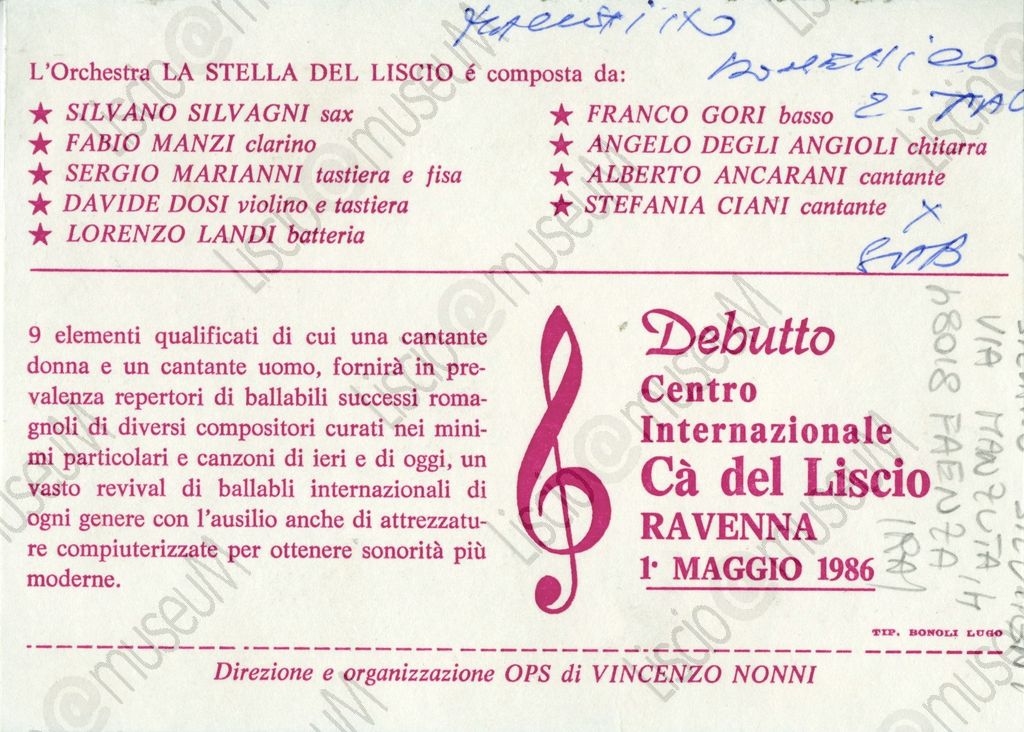 L'Orchestra LA STELLA DEL LISCIO é composta da:
★ SILVANO SILVAGNI sax
★ FABIO MANZI clarino
★ SERGIO MARIANNI tastiera e fisa
★ DAVIDE DOSI violino e tastiera
★ LORENZO LANDI batteria
★ FRANCO GORI basso
★ ANGELO DEGLI ANGIOLI chitarra
★ ALBERTO ANCARANI cantante
★ STEFANIA CIANI cantante
9 elementi qualificati di cui una cantante
donna e un cantante uomo, fornirà in pre-
valenza repertori di ballabili successi roma-
gnoli di diversi compositori curati nei mini-
mi particolari e canzoni di ieri e di oggi, un
vasto revival di ballabli internazionali di
ogni genere con l'ausilio anche di attrezzatu-
re compiuterizzate per ottenere sonorità più
moderne.
Debutto
Centro
Internazionale
Cà del Liscio
RAVENNA
1° MAGGIO 1986
TIP. BONOLI LUGO
Direzione e organizzazione OPS di VINCENZO NONNI
VIA
48018 FAENZA
(RA)
Liscio@museuM